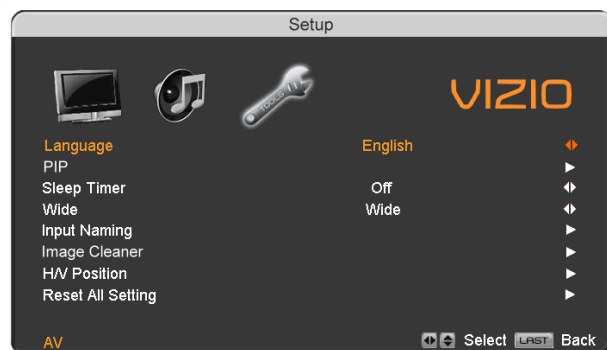 Setup
TOOLS
VIZIO
Language English
PIP
Sleep Timer Off
Wide Wide
Input Naming
Image Cleaner
H/V Position
Reset All Setting
AV Select LAST Back